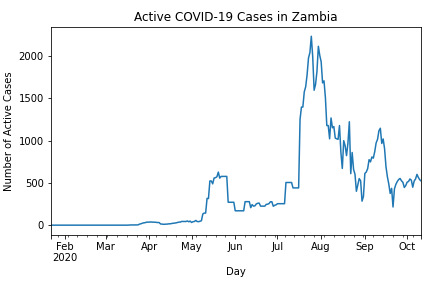 Active COVID-19 Cases in Zambia
Number of Active Cases
2000
1500
1000
500
0
Feb Mar Apr May Jun Jul Aug Sep Oct
2020
Day